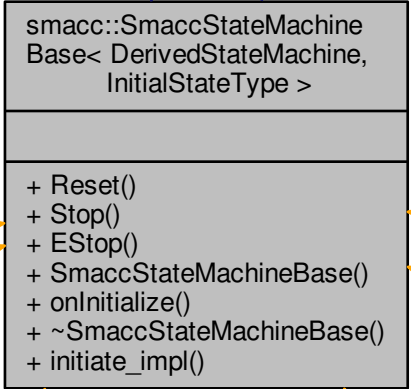 smacc::SmaccStateMachine
Base< DerivedStateMachine,
InitialStateType >
+ Reset()
+ Stop()
+ EStop()
+ SmaccStateMachineBase()
+ onInitialize()
+ ~SmaccStateMachineBase()
+ initiate_impl()